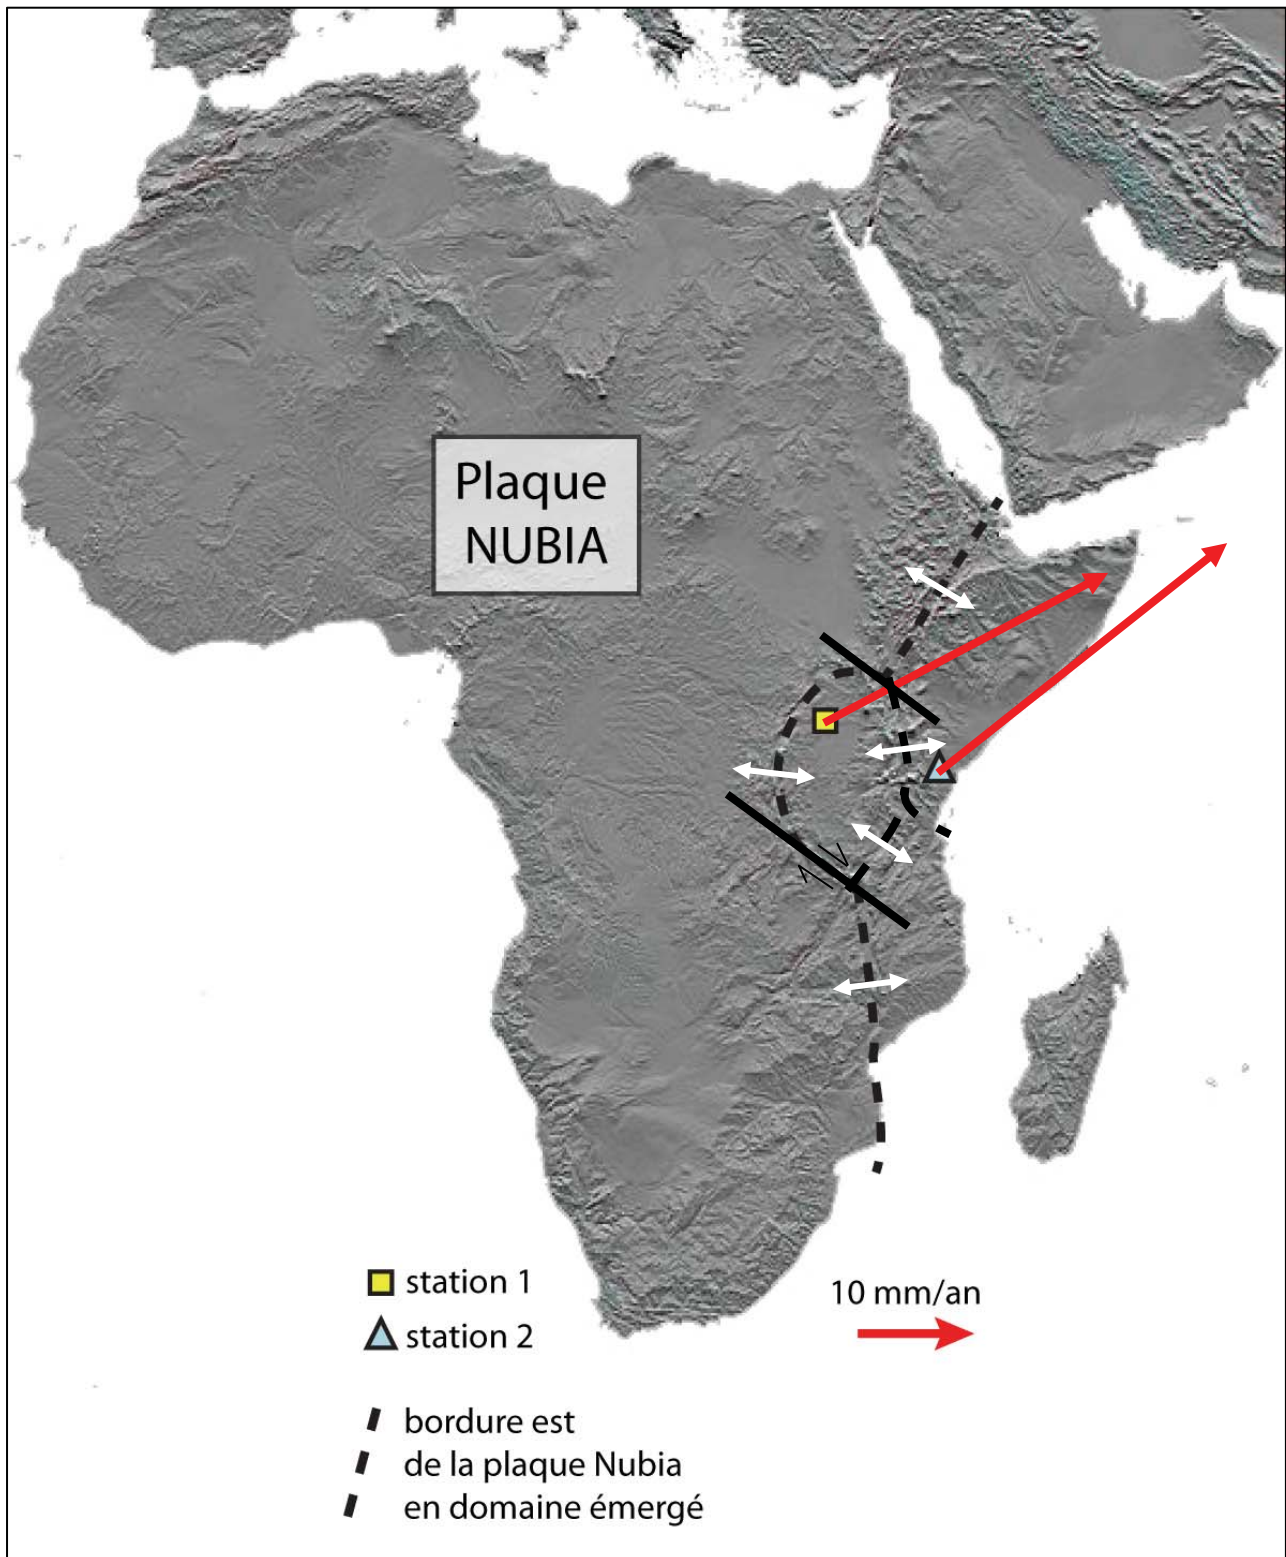 Plaque
NUBIA
station 1
station 2
10 mm/an
bordure est
de la plaque Nubia
en domaine émergé